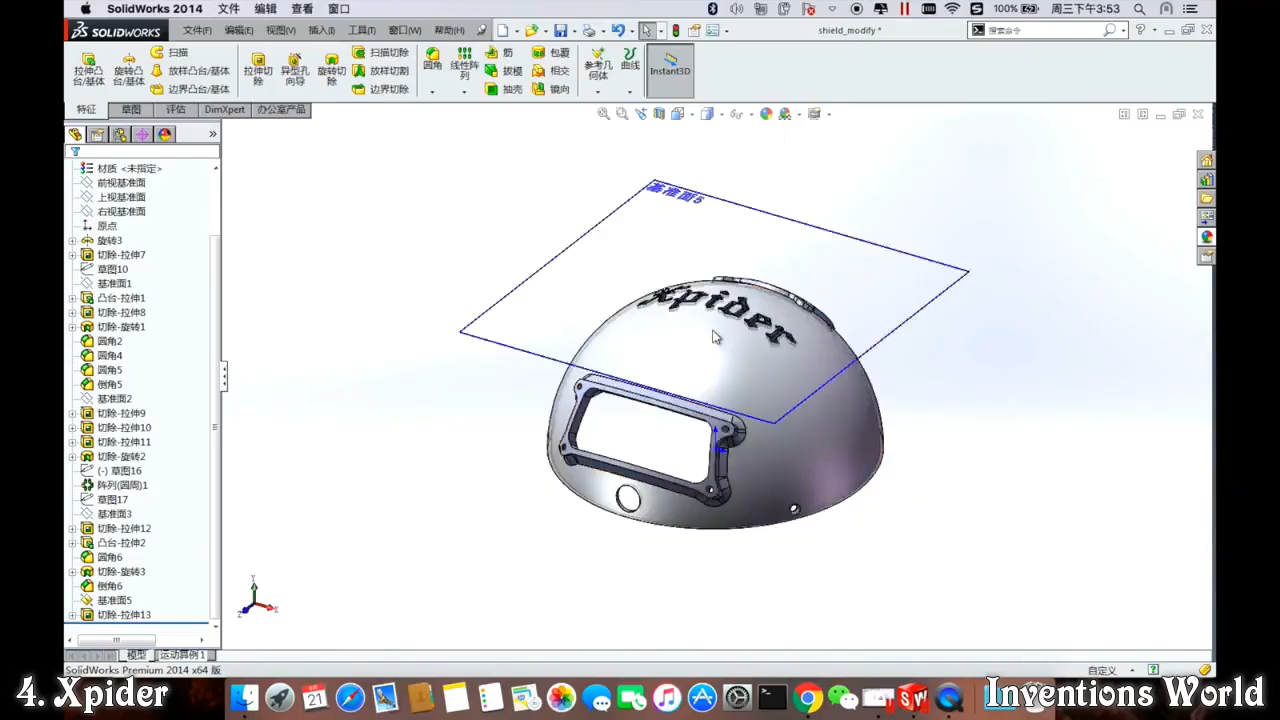 SolidWorks 2014 文件 编辑 查看 窗口 100% 周三下午3:53
SOLIDWORKS 文件(F) 编辑(E) 视图(V) 插入(I) 工具(T) 窗口(W) 帮助(H) shield_modify * 搜索命令
拉伸凸台/基体 旋转凸台/基体 扫描 放样凸台/基体 边界凸台/基体 拉伸切除 异型孔向导 旋转切除 扫描切除 放样切割 边界切除 圆角 线性阵列 筋 拔模 抽壳 包覆 相交 镜向 参考几何体 曲线 Instant3D
特征 草图 评估 DimXpert 办公室产品
材质 <未指定>
前视基准面
上视基准面
右视基准面
原点
旋转3
切除-拉伸7
草图10
基准面1
凸台-拉伸1
切除-拉伸8
切除-旋转1
圆角2
圆角4
圆角5
倒角5
基准面2
切除-拉伸9
切除-拉伸10
切除-拉伸11
切除-旋转2
(-) 草图16
阵列(圆周)1
草图17
基准面3
切除-拉伸12
凸台-拉伸2
圆角6
切除-旋转3
倒角6
基准面5
切除-拉伸13
基准面5
xpider
模型 运动算例1
SolidWorks Premium 2014 x64 版 自定义
4. Xpider Inventions World